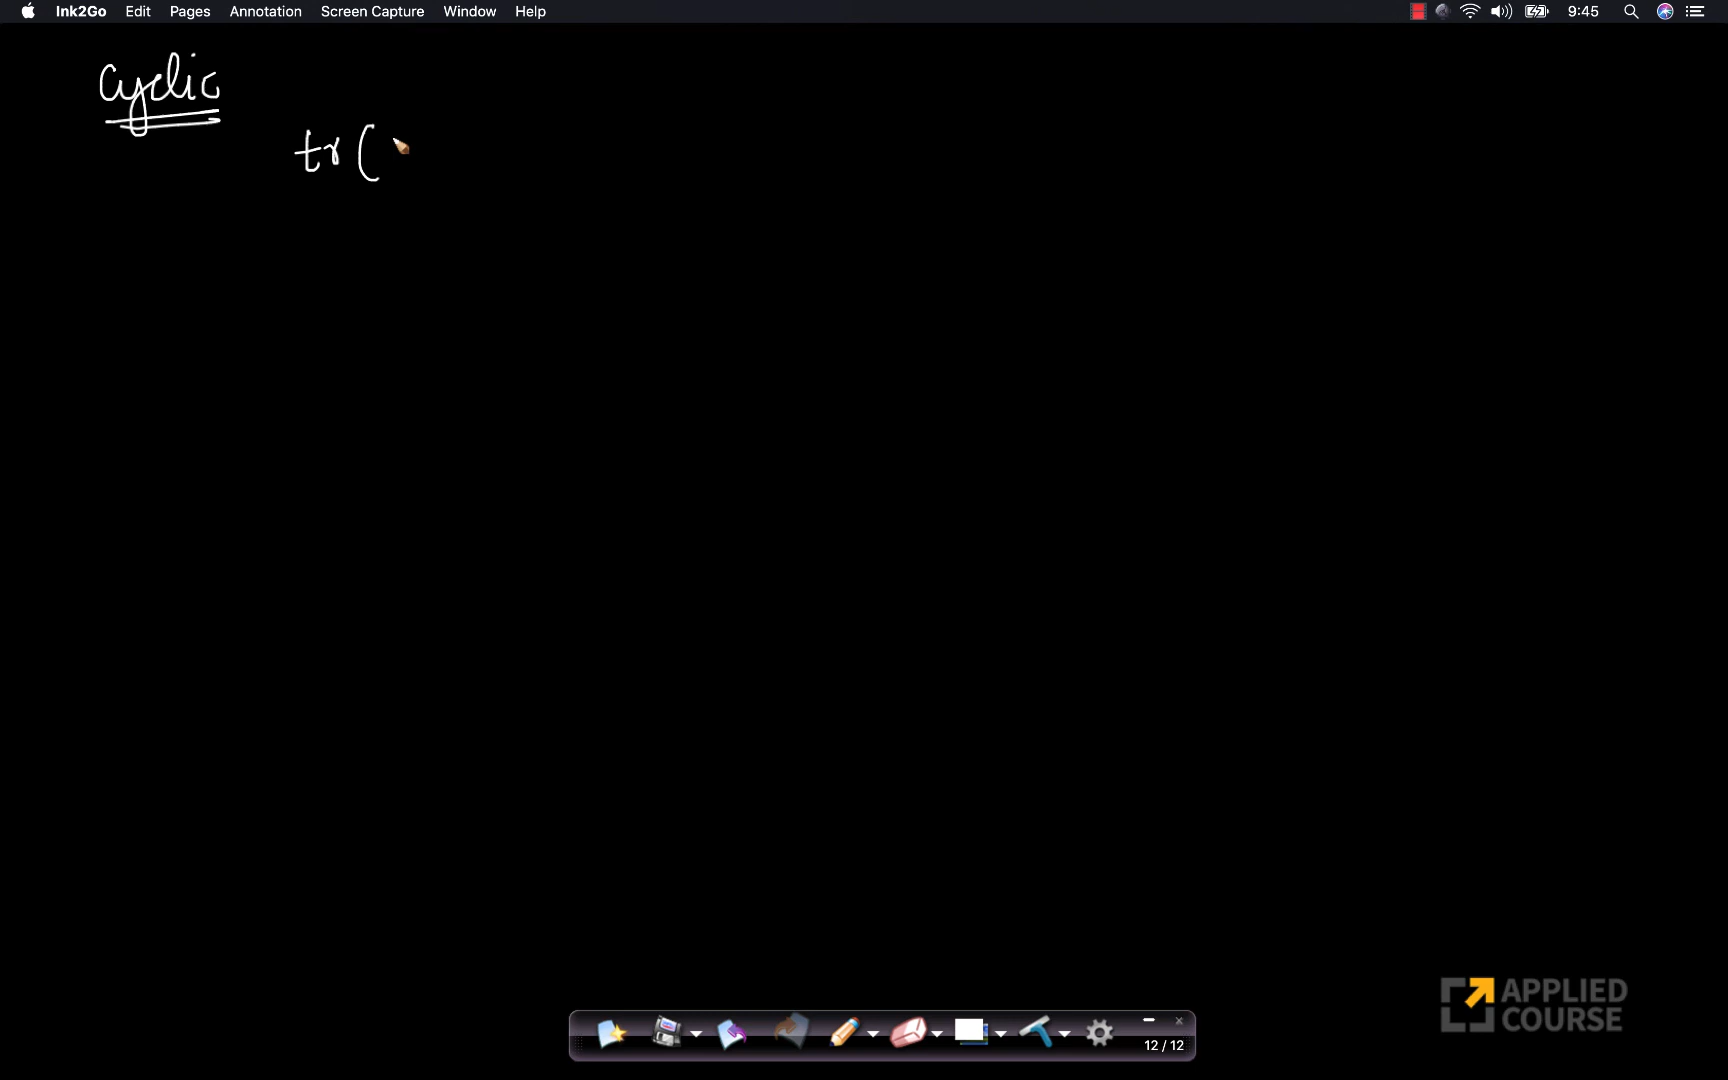 Ink2Go Edit Pages Annotation Screen Capture Window Help 9:45
Cyclic
tr (
APPLIED
COURSE
12 / 12